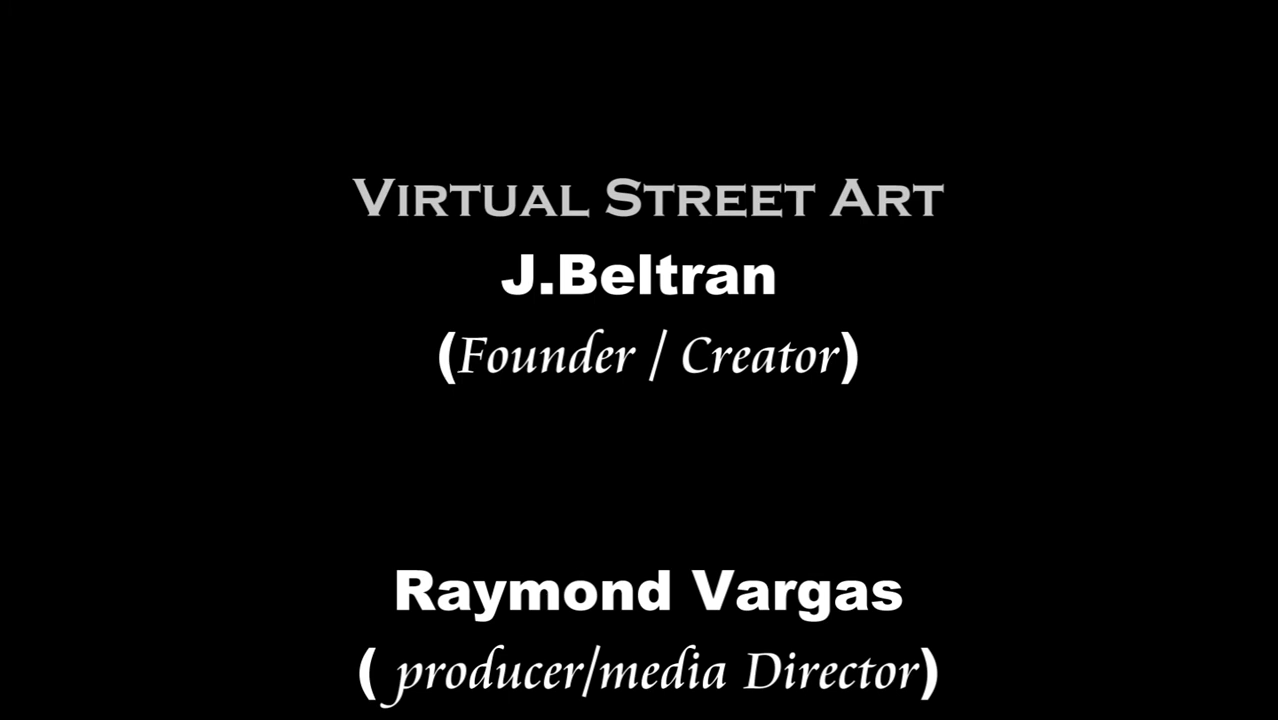 Virtual Street Art
J.Beltran
(Founder / Creator)
Raymond Vargas
( producer/media Director)